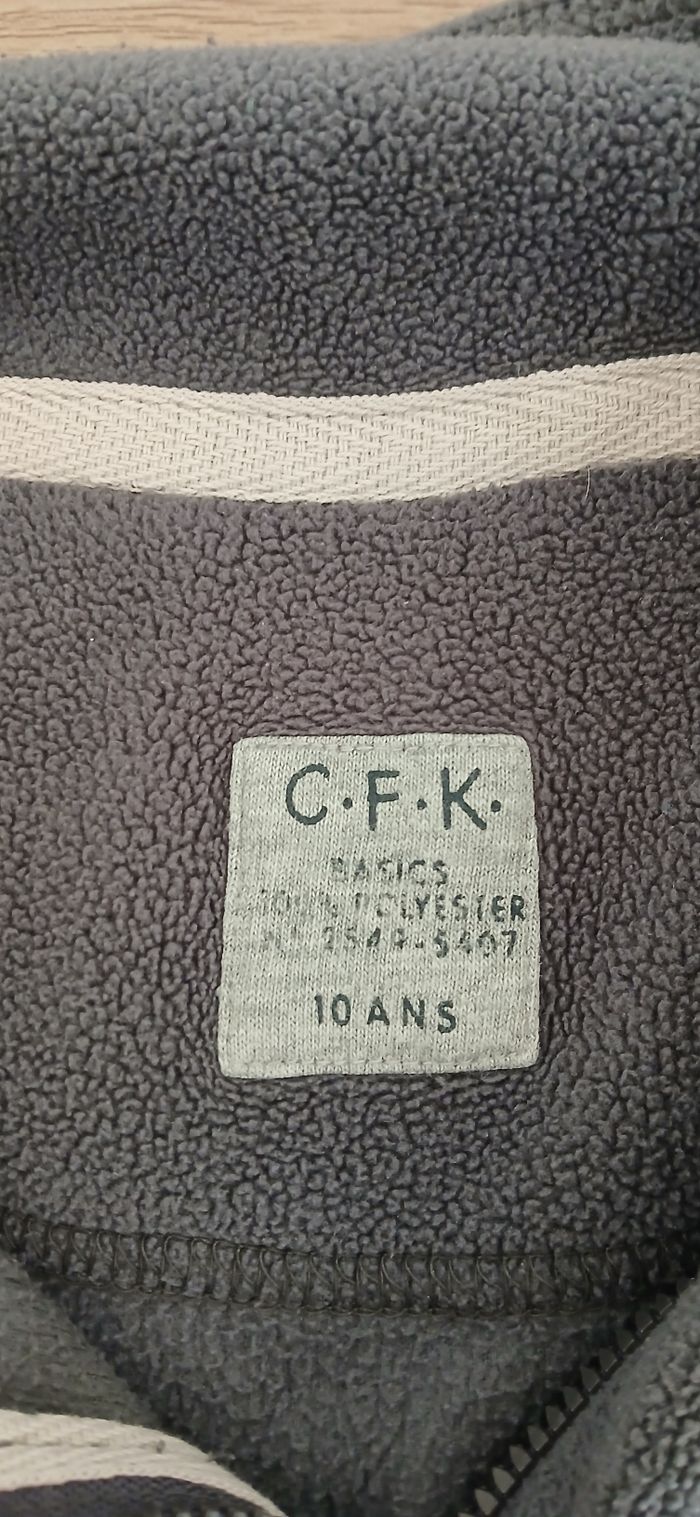 C.F.K.
BASICS
100% POLYESTER
10 ANS